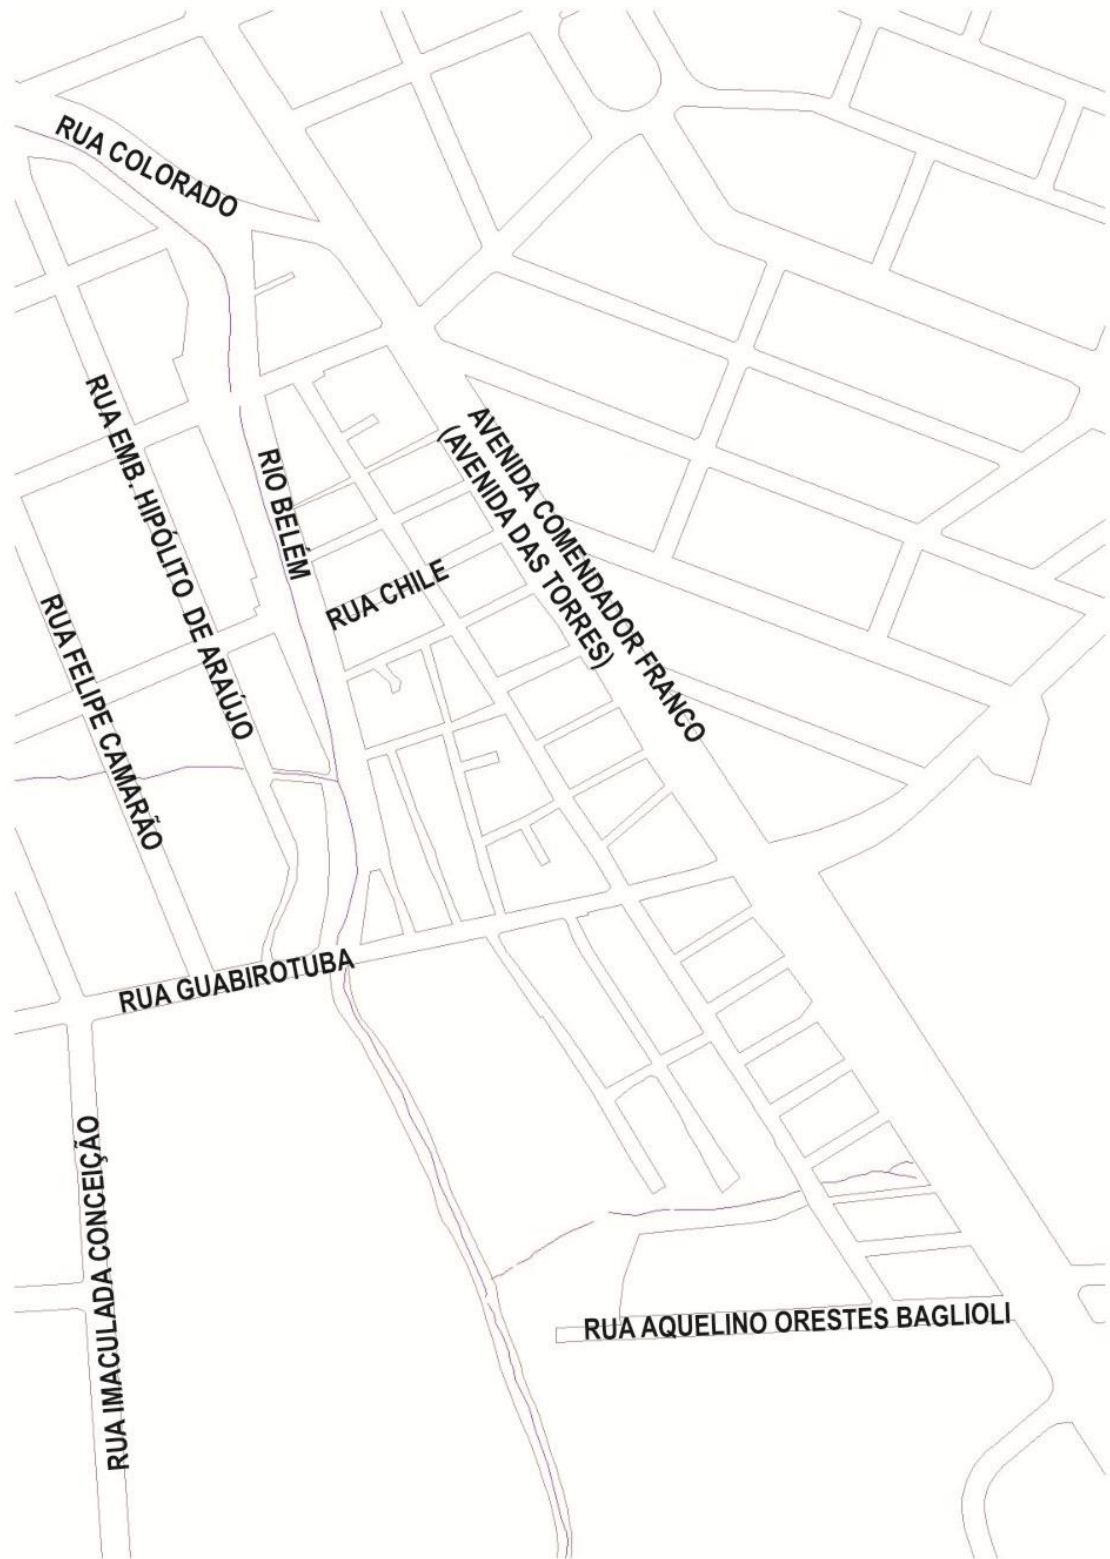 RUA COLORADO
RUA EMB. HIPÓLITO DE ARAÚJO
RIO BELÉM
AVENIDA COMENDADOR FRANCO
(AVENIDA DAS TORRES)
RUA CHILE
RUA FELIPE CAMARÃO
RUA GUABIROTUBA
RUA IMACULADA CONCEIÇÃO
RUA AQUELINO ORESTES BAGLIOLI